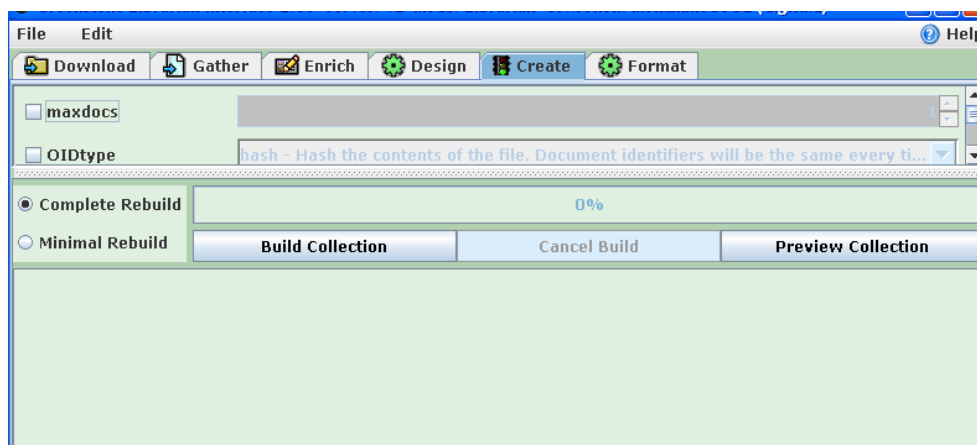 File Edit Help
Download Gather Enrich Design Create Format
maxdocs 1
OIDtype hash - Hash the contents of the file. Document identifiers will be the same every ti...
Complete Rebuild 0%
Minimal Rebuild Build Collection Cancel Build Preview Collection